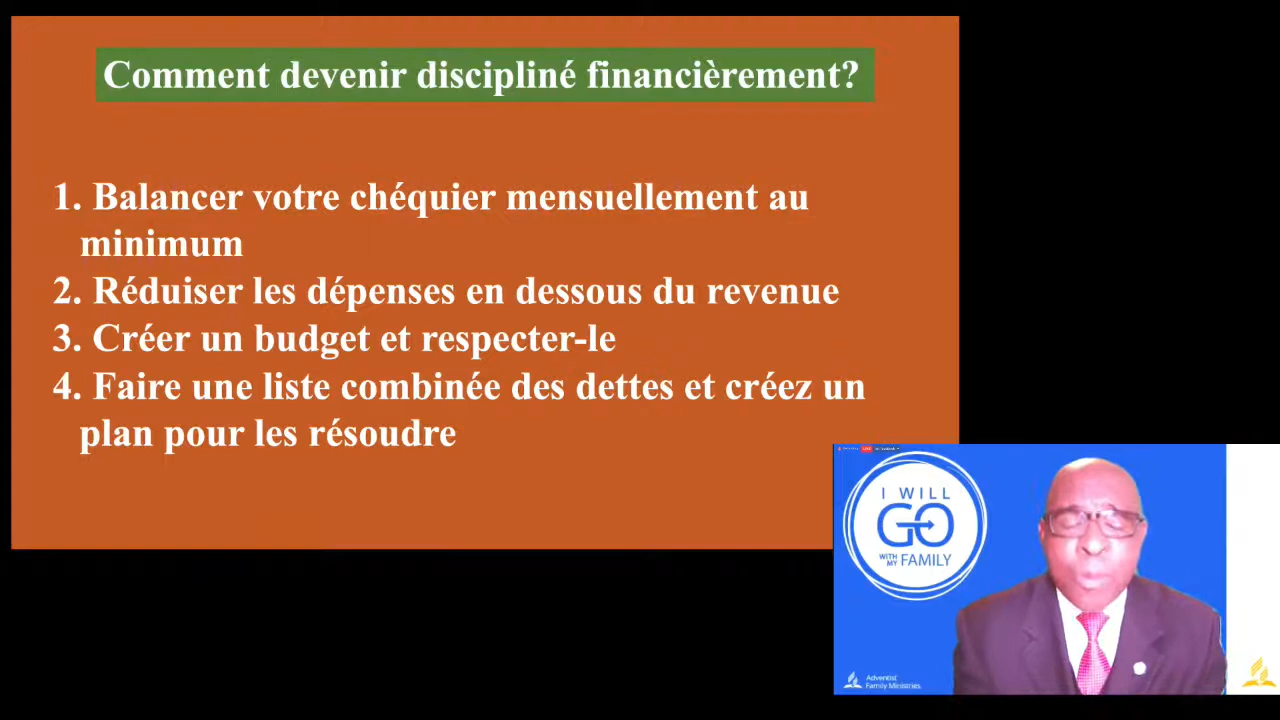 Comment devenir discipliné financièrement?
1. Balancer votre chéquier mensuellement au
minimum
2. Réduiser les dépenses en dessous du revenue
3. Créer un budget et respecter-le
4. Faire une liste combinée des dettes et créez un
plan pour les résoudre
I WILL
GO
WITH MY FAMILY
Adventist
Family Ministries